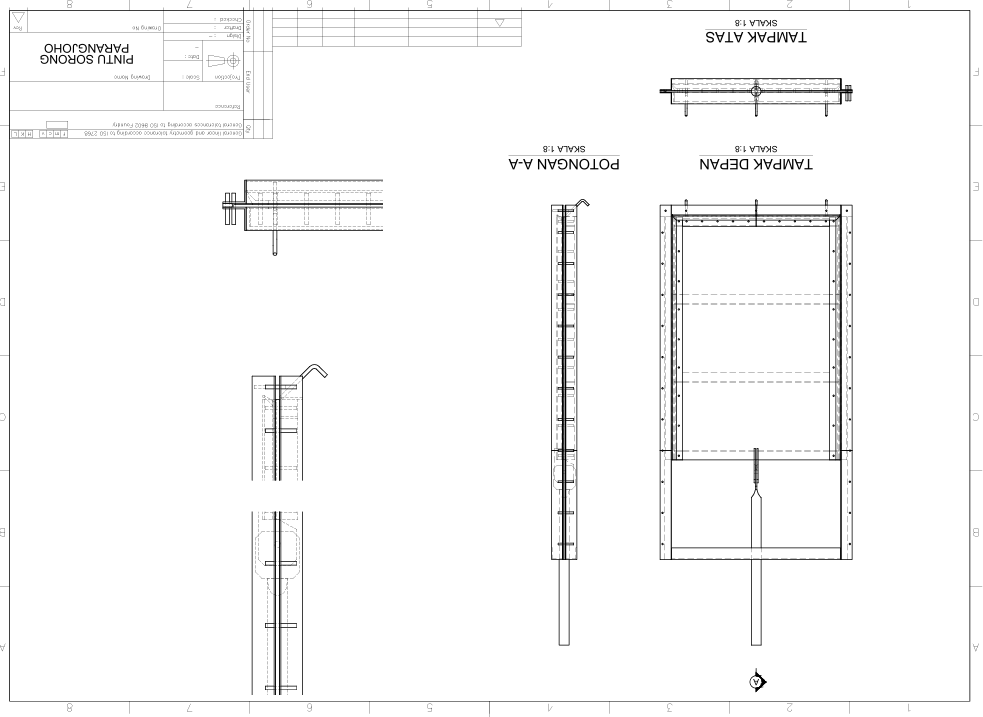 1 2 3 4 5 6 7 8
A
A
B
C
D
E
F
TAMPAK DEPAN
SKALA 1:8
POTONGAN A-A
SKALA 1:8
TAMPAK ATAS
SKALA 1:8
General linear and geometry tolerance according to ISO 2768
f m c v H K L
General tolerances according to ISO 8602 Foundry
Reference
Projection
Scale :
Date :
Drawing Name
PINTU SORONG
PARANGJOHO
Design : -
Drafter :
Checked :
Drawing No
Rev
Qty.
End User
Order No.
A
B
C
D
E
F
1 2 3 4 5 6 7 8